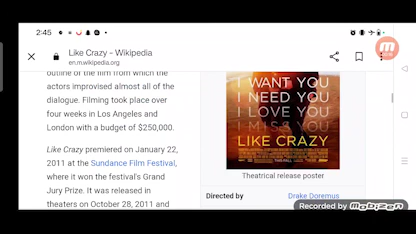 2:45
Like Crazy – Wikipedia
en.m.wikipedia.org
outline of the film from which the
actors improvised almost all of the
dialogue. Filming took place over
four weeks in Los Angeles and
London with a budget of $250,000.
Like Crazy premiered on January 22,
2011 at the Sundance Film Festival,
where it won the festival's Grand
Jury Prize. It was released in
theaters on October 28, 2011 and
I WANT YOU
I NEED YOU
I LOVE YOU
I MISS YOU
LIKE CRAZY
Theatrical release poster
Directed by
Drake Doremus
Recorded by Mobizen